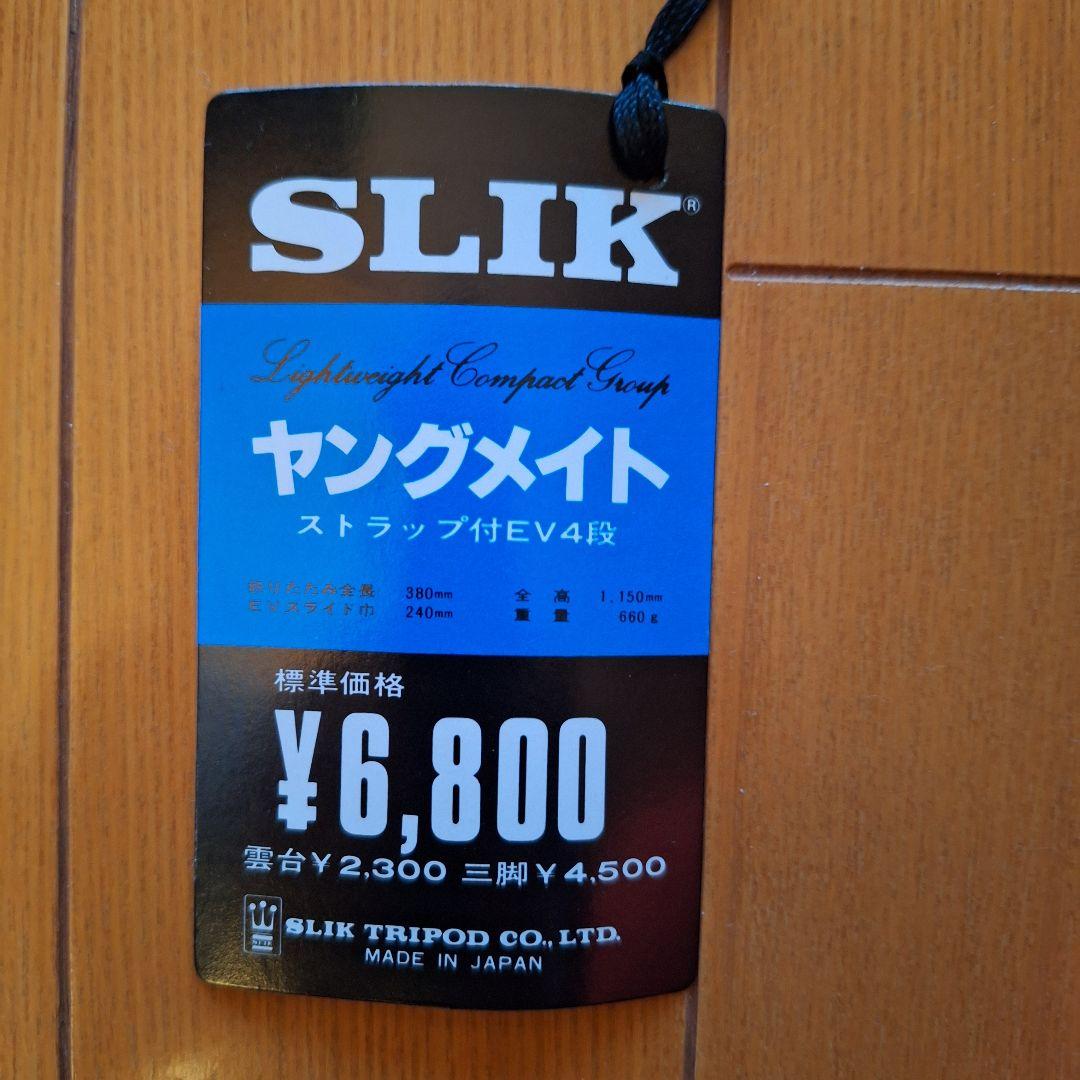 SLIK®
Lightweight Compact Group
ヤングメイト
ストラップ付EV4段
折りたたみ全長 380mm 全高 1,150mm
EVスライド巾 240mm 重量 660g
標準価格
¥6,800
雲台¥2,300 三脚¥4,500
SLIK
SLIK TRIPOD CO., LTD.
MADE IN JAPAN